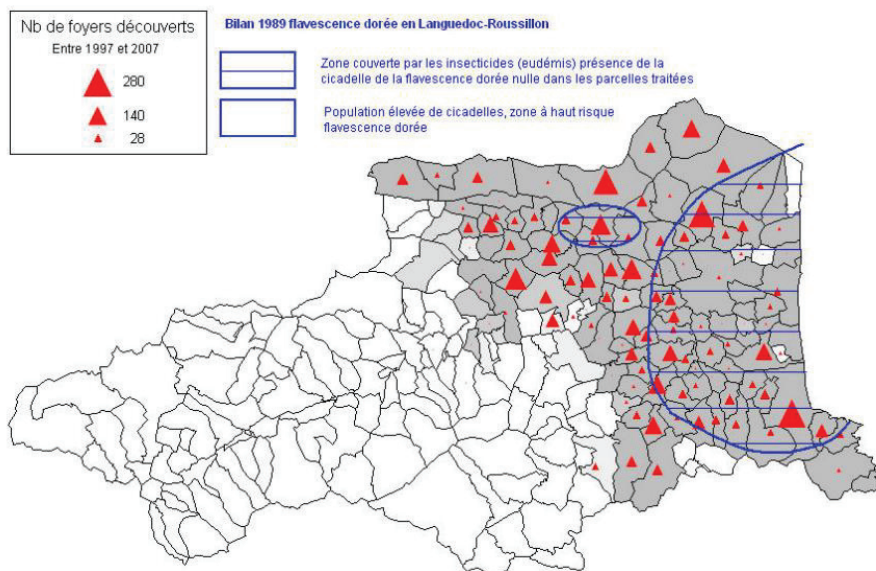 Nb de foyers découverts
Entre 1997 et 2007
280
140
28
Bilan 1989 flavescence dorée en Languedoc-Roussillon
Zone couverte par les insecticides (eudémis) présence de la
cicadelle de la flavescence dorée nulle dans les parcelles traitées
Population élevée de cicadelles, zone à haut risque
flavescence dorée